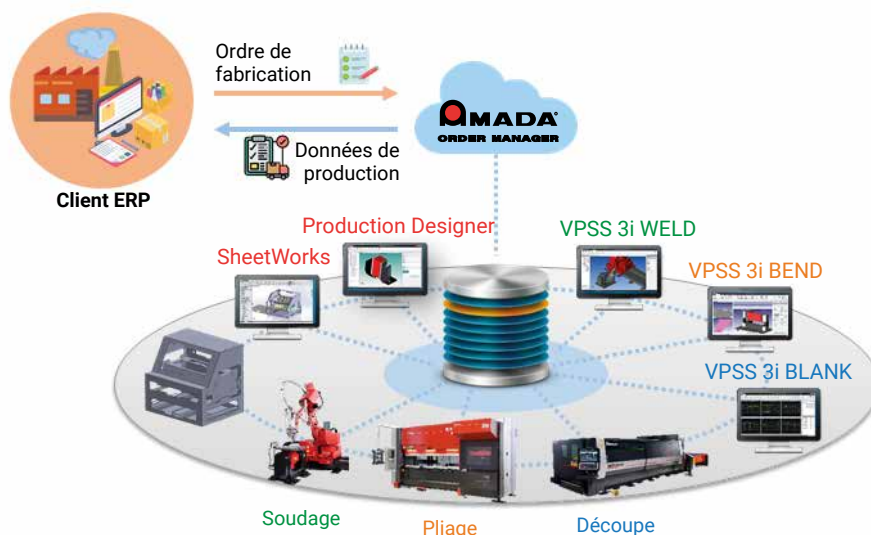 Ordre de
fabrication
AMADA
ORDER MANAGER
Données de
production
Client ERP
Production Designer
SheetWorks
VPSS 3i WELD
VPSS 3i BEND
VPSS 3i BLANK
Soudage
Pliage
Découpe